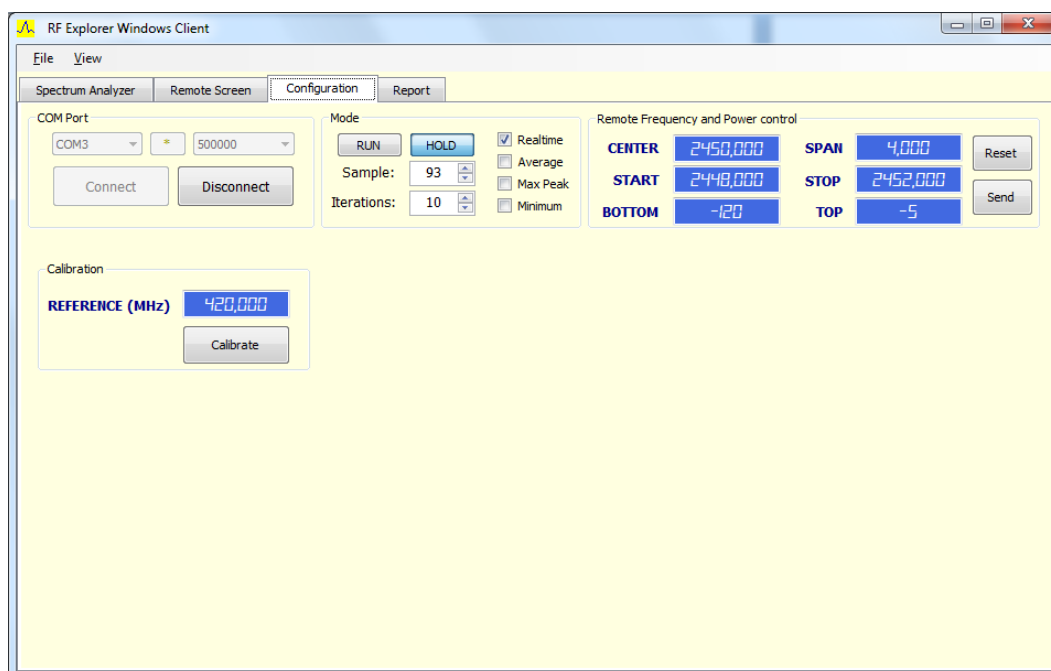 RF Explorer Windows Client
File View
Spectrum Analyzer Remote Screen Configuration Report
COM Port
COM3 * 500000
Connect Disconnect
Mode
RUN HOLD
Sample: 93
Iterations: 10
Realtime
Average
Max Peak
Minimum
Remote Frequency and Power control
CENTER 2450,000 SPAN 4,000
START 2448,000 STOP 2452,000
BOTTOM -120 TOP -5
Reset
Send
Calibration
REFERENCE (MHz) 420,000
Calibrate